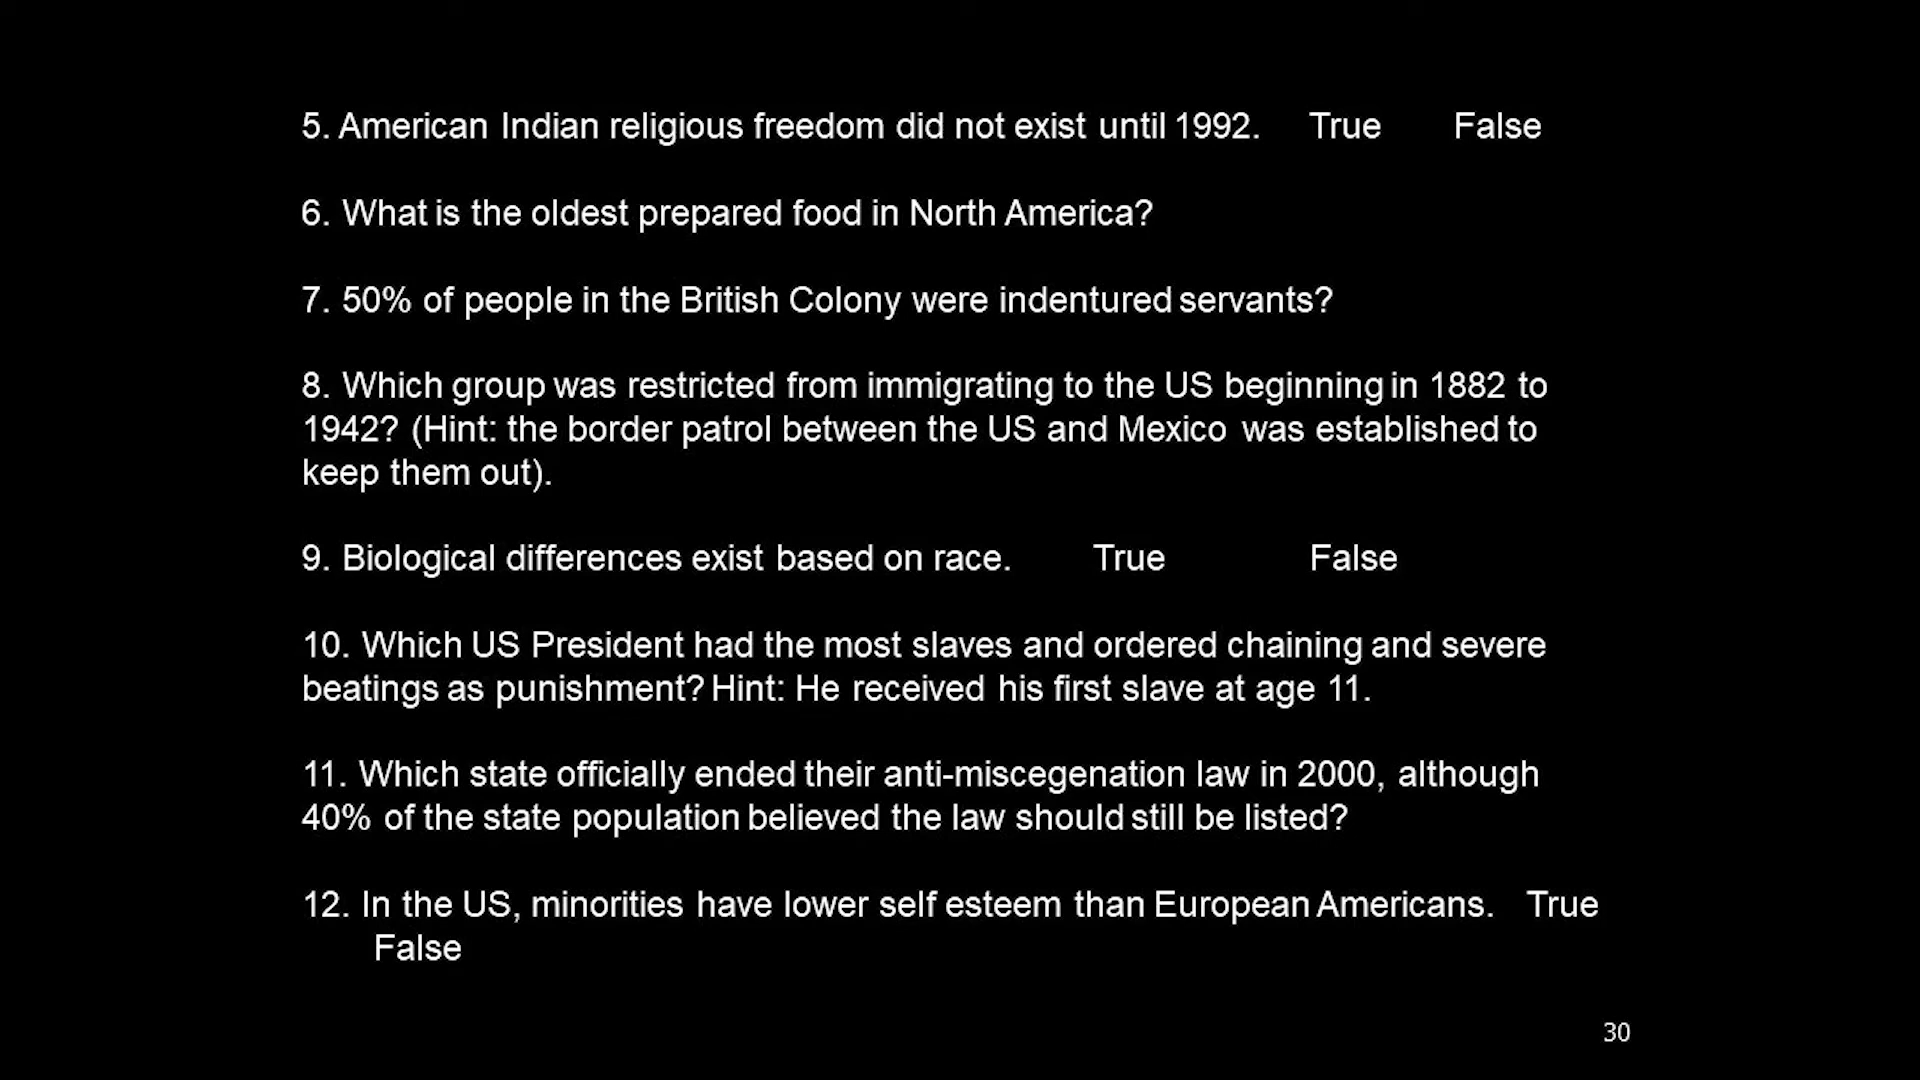 5. American Indian religious freedom did not exist until 1992. True False
6. What is the oldest prepared food in North America?
7. 50% of people in the British Colony were indentured servants?
8. Which group was restricted from immigrating to the US beginning in 1882 to
1942? (Hint: the border patrol between the US and Mexico was established to
keep them out).
9. Biological differences exist based on race. True False
10. Which US President had the most slaves and ordered chaining and severe
beatings as punishment? Hint: He received his first slave at age 11.
11. Which state officially ended their anti-miscegenation law in 2000, although
40% of the state population believed the law should still be listed?
12. In the US, minorities have lower self esteem than European Americans. True
False
30